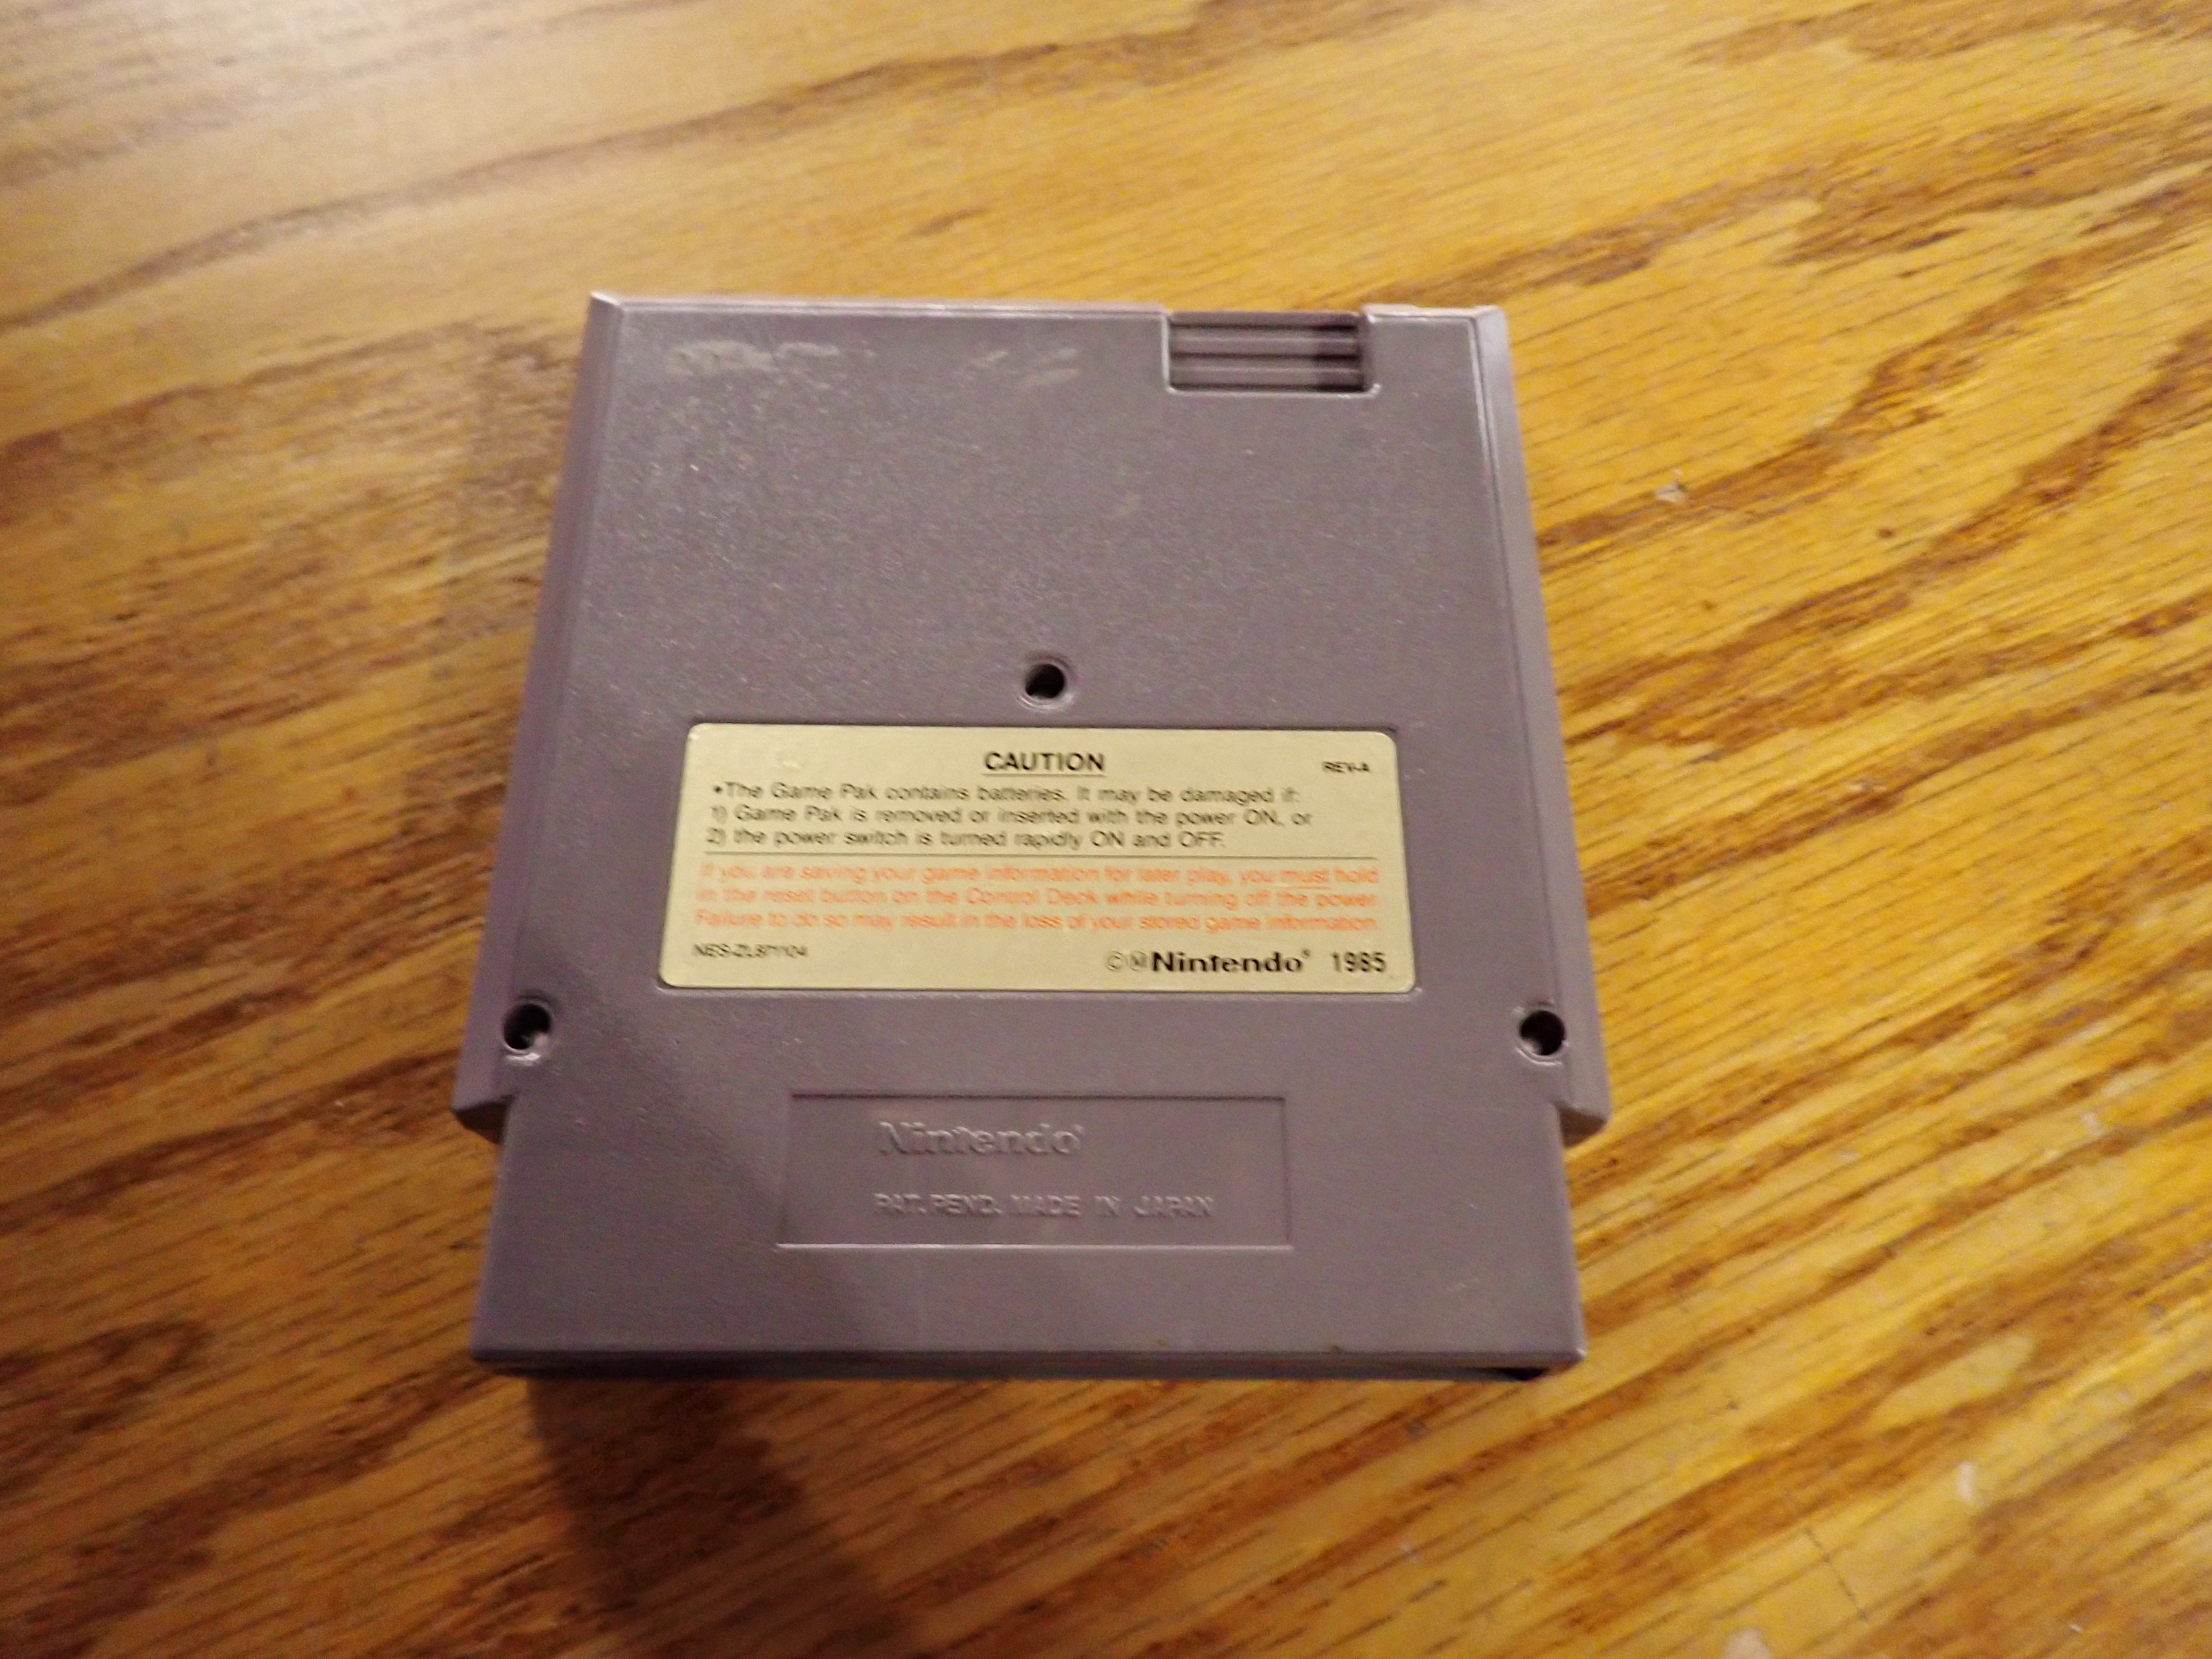 CAUTION
REV-A
•The Game Pak contains batteries. It may be damaged if:
1) Game Pak is removed or inserted with the power ON, or
2) the power switch is turned rapidly ON and OFF.
If you are saving your game information for later play, you must hold
in the reset button on the Control Deck while turning off the power.
Failure to do so may result in the loss of your stored game information.
NES-ZL871104
©ⓂNintendo® 1985
Nintendo®
PAT. PEND. MADE IN JAPAN